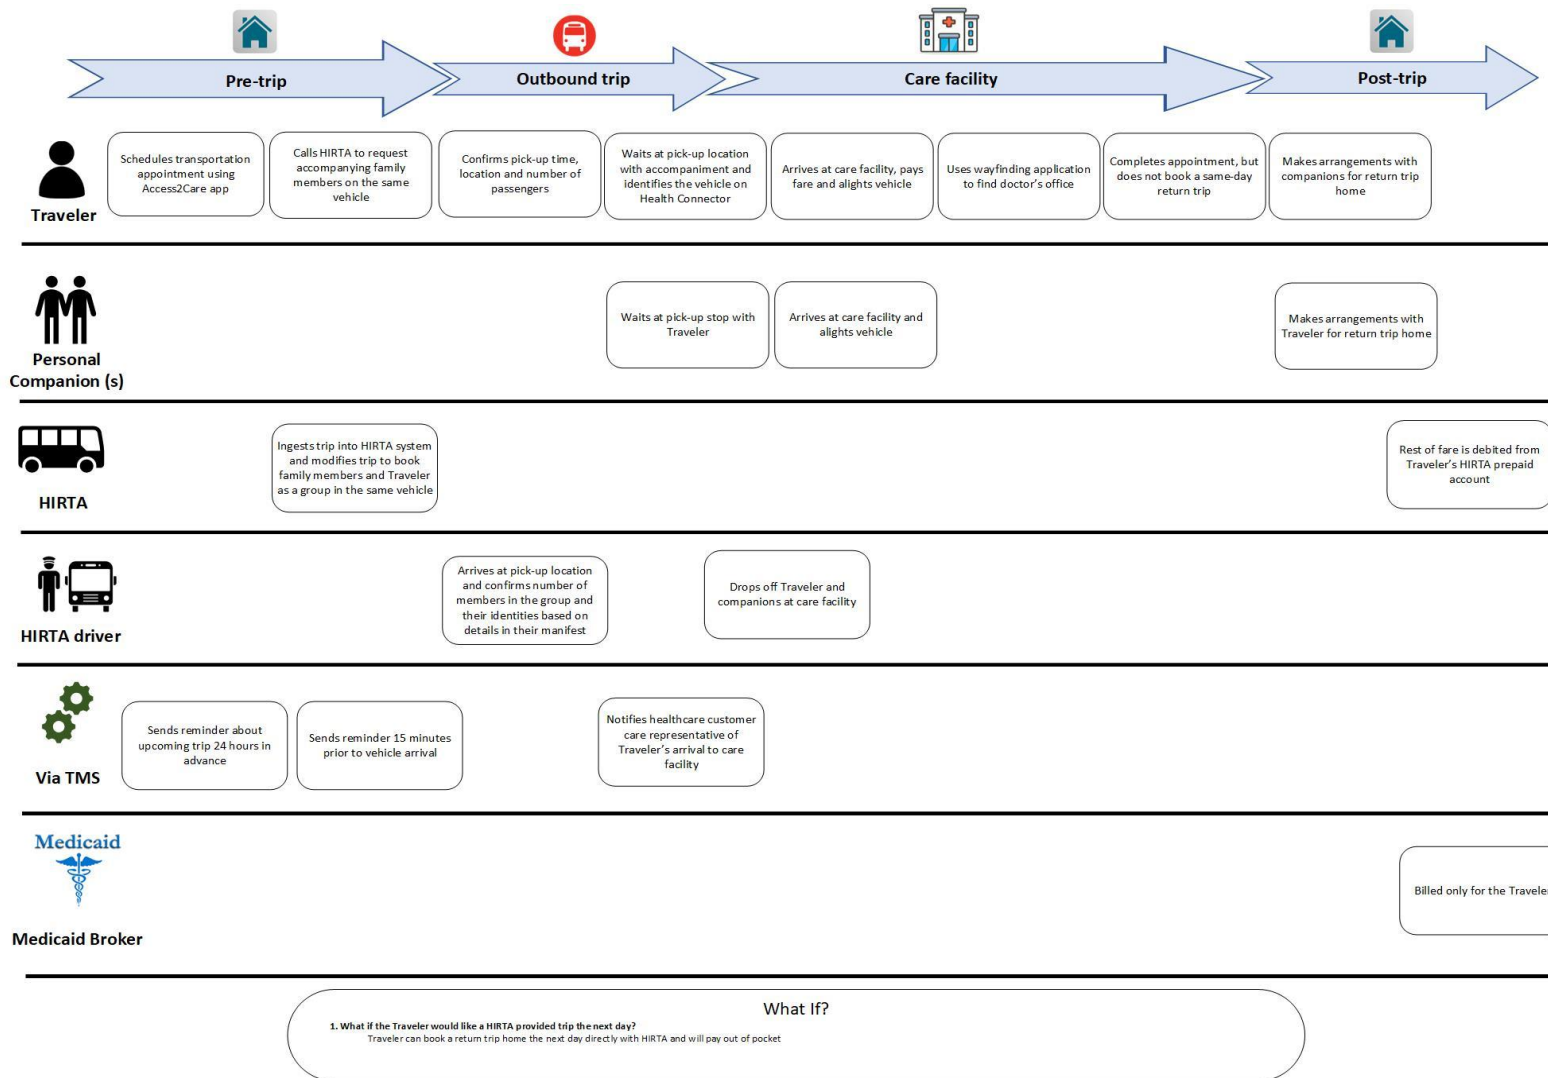 Pre-trip
Outbound trip
Care facility
Post-trip
Traveler
Schedules transportation
appointment using
Access2Care app
Calls HIRTA to request
accompanying family
members on the same
vehicle
Confirms pick-up time,
location and number of
passengers
Waits at pick-up location
with accompaniment and
identifies the vehicle on
Health Connector
Arrives at care facility, pays
fare and alights vehicle
Uses wayfinding application
to find doctor's office
Completes appointment, but
does not book a same-day
return trip
Makes arrangements with
companions for return trip
home
Personal
Companion (s)
Waits at pick-up stop with
Traveler
Arrives at care facility and
alights vehicle
Makes arrangements with
Traveler for return trip home
HIRTA
Ingests trip into HIRTA system
and modifies trip to book
family members and Traveler
as a group in the same vehicle
Rest of fare is debited from
Traveler's HIRTA prepaid
account
HIRTA driver
Arrives at pick-up location
and confirms number of
members in the group and
their identities based on
details in their manifest
Drops off Traveler and
companions at care facility
Via TMS
Sends reminder about
upcoming trip 24 hours in
advance
Sends reminder 15 minutes
prior to vehicle arrival
Notifies healthcare customer
care representative of
Traveler's arrival to care
facility
Medicaid
Medicaid Broker
Billed only for the Traveler
What If?
1. What if the Traveler would like a HIRTA provided trip the next day?
Traveler can book a return trip home the next day directly with HIRTA and will pay out of pocket